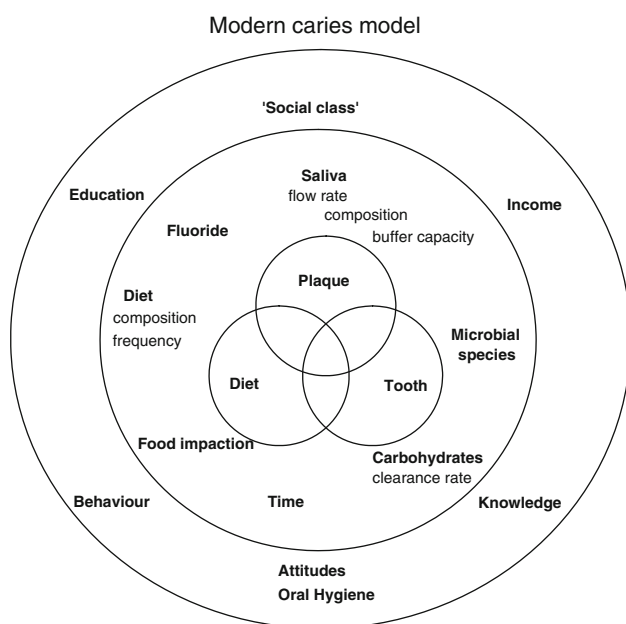 Modern caries model
'Social class'
Education
Income
Saliva
flow rate
composition
buffer capacity
Fluoride
Plaque
Diet
composition
frequency
Microbial
species
Diet
Tooth
Food impaction
Carbohydrates
clearance rate
Behaviour
Time
Knowledge
Attitudes
Oral Hygiene